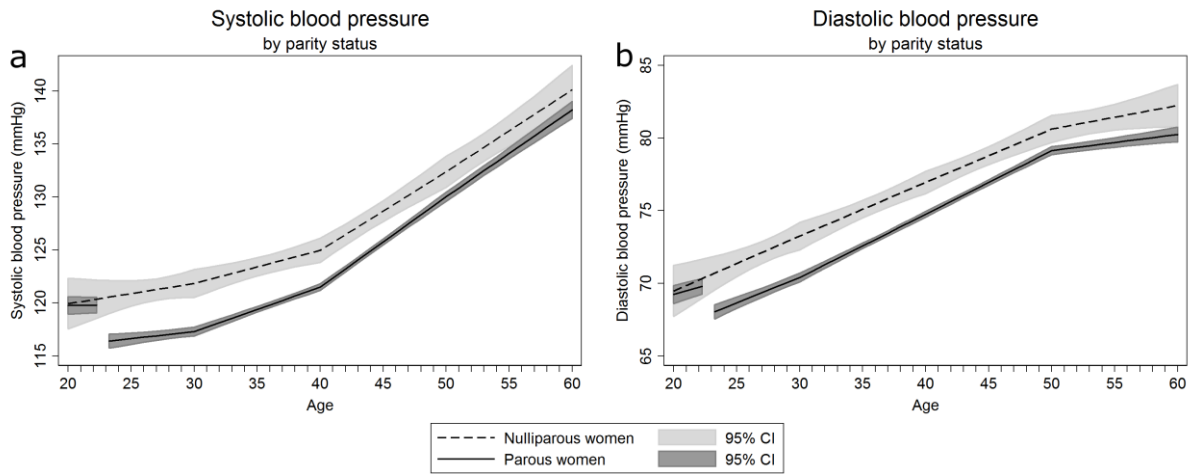 Systolic blood pressure
by parity status
a
Systolic blood pressure (mmHg)
140
135
130
125
120
115
20 25 30 35 40 45 50 55 60
Age
Diastolic blood pressure
by parity status
b
Diastolic blood pressure (mmHg)
85
80
75
70
65
20 25 30 35 40 45 50 55 60
Age
Nulliparous women 95% CI
Parous women 95% CI